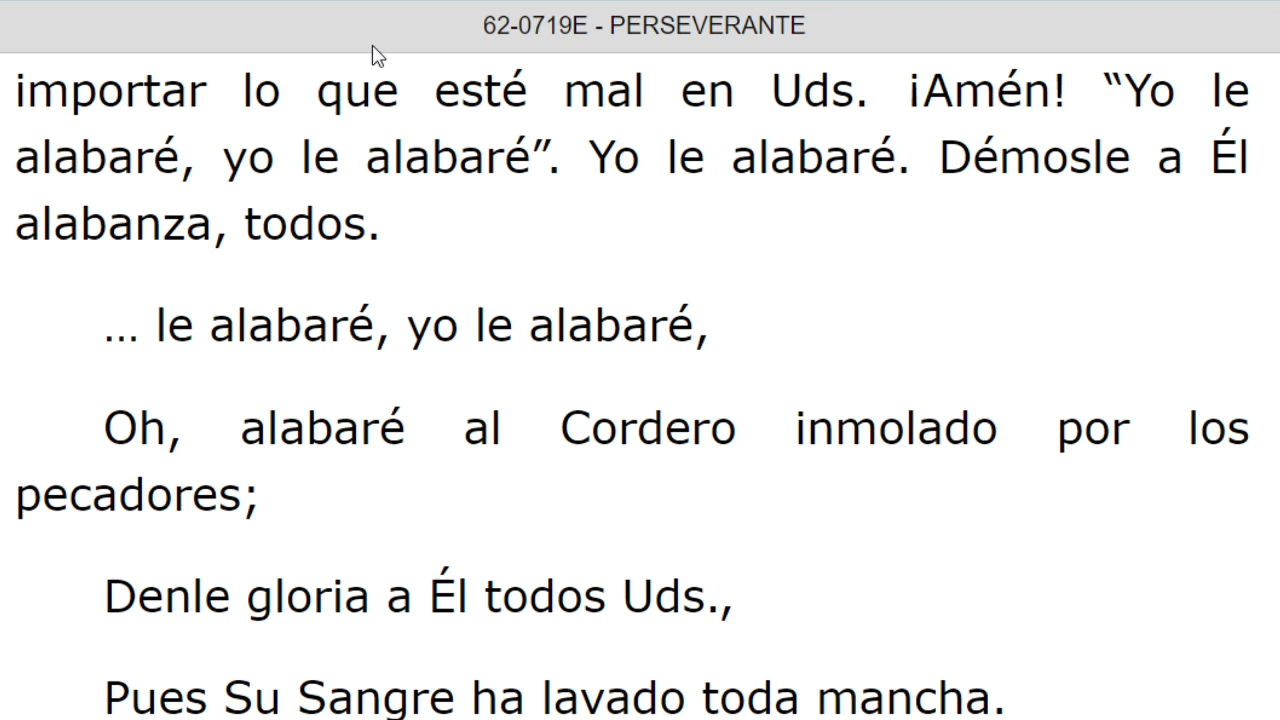 62-0719E - PERSEVERANTE
importar lo que esté mal en Uds. ¡Amén! “Yo le
alabaré, yo le alabaré”. Yo le alabaré. Démosle a Él
alabanza, todos.
… le alabaré, yo le alabaré,
Oh, alabaré al Cordero inmolado por los
pecadores;
Denle gloria a Él todos Uds.,
Pues Su Sangre ha lavado toda mancha.